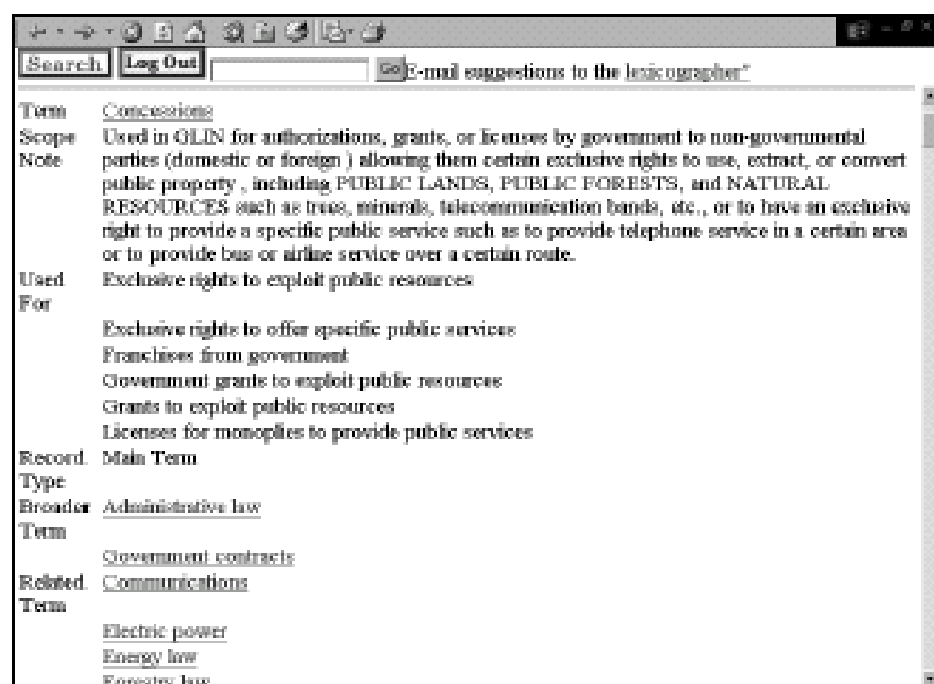 Search Log Out Go E-mail suggestions to the lexicographer"
Term Concessions
Scope Used in GLIN for authorizations, grants, or licenses by government to non-governmental
Note parties (domestic or foreign ) allowing them certain exclusive rights to use, extract, or convert
public property , including PUBLIC LANDS, PUBLIC FORESTS, and NATURAL
RESOURCES such as trees, minerals, telecommunication bands, etc., or to have an exclusive
right to provide a specific public service such as to provide telephone service in a certain area
or to provide bus or airline service over a certain route.
Used Exclusive rights to exploit public resources
For
Exclusive rights to offer specific public services
Franchises from government
Government grants to exploit public resources
Grants to exploit public resources
Licenses for monoplies to provide public services
Record Main Term
Type
Broader Administrative law
Term
Government contracts
Related Communications
Term
Electric power
Energy law
Forestry law